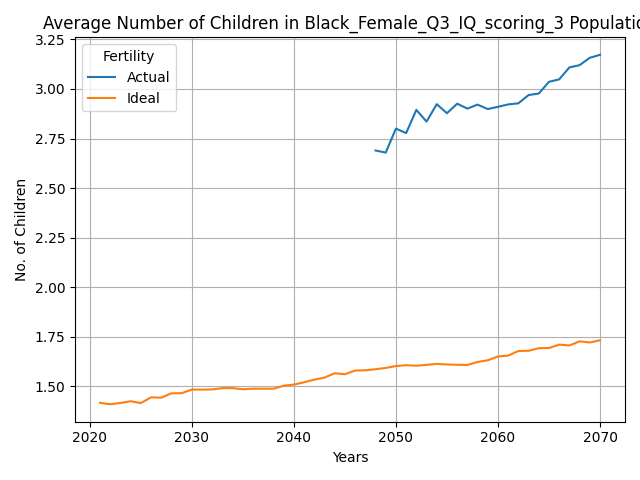 Average Number of Children in Black_Female_Q3_IQ_scoring_3
Fertility
Actual
Ideal
3.25
3.00
2.75
2.50
2.25
2.00
1.75
1.50
No. of Children
2020 2030 2040 2050 2060 2070
Years